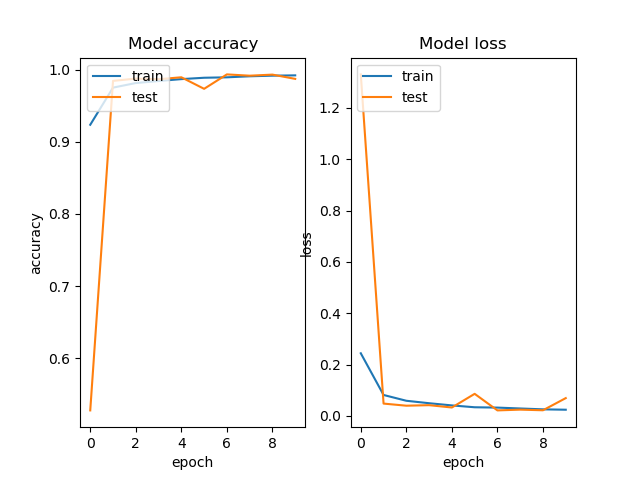 Model accuracy
train
test
1.0
0.9
0.8
0.7
0.6
accuracy
0
2
4
6
8
epoch
Model loss
train
test
1.2
1.0
0.8
0.6
0.4
0.2
0.0
loss
0
2
4
6
8
epoch